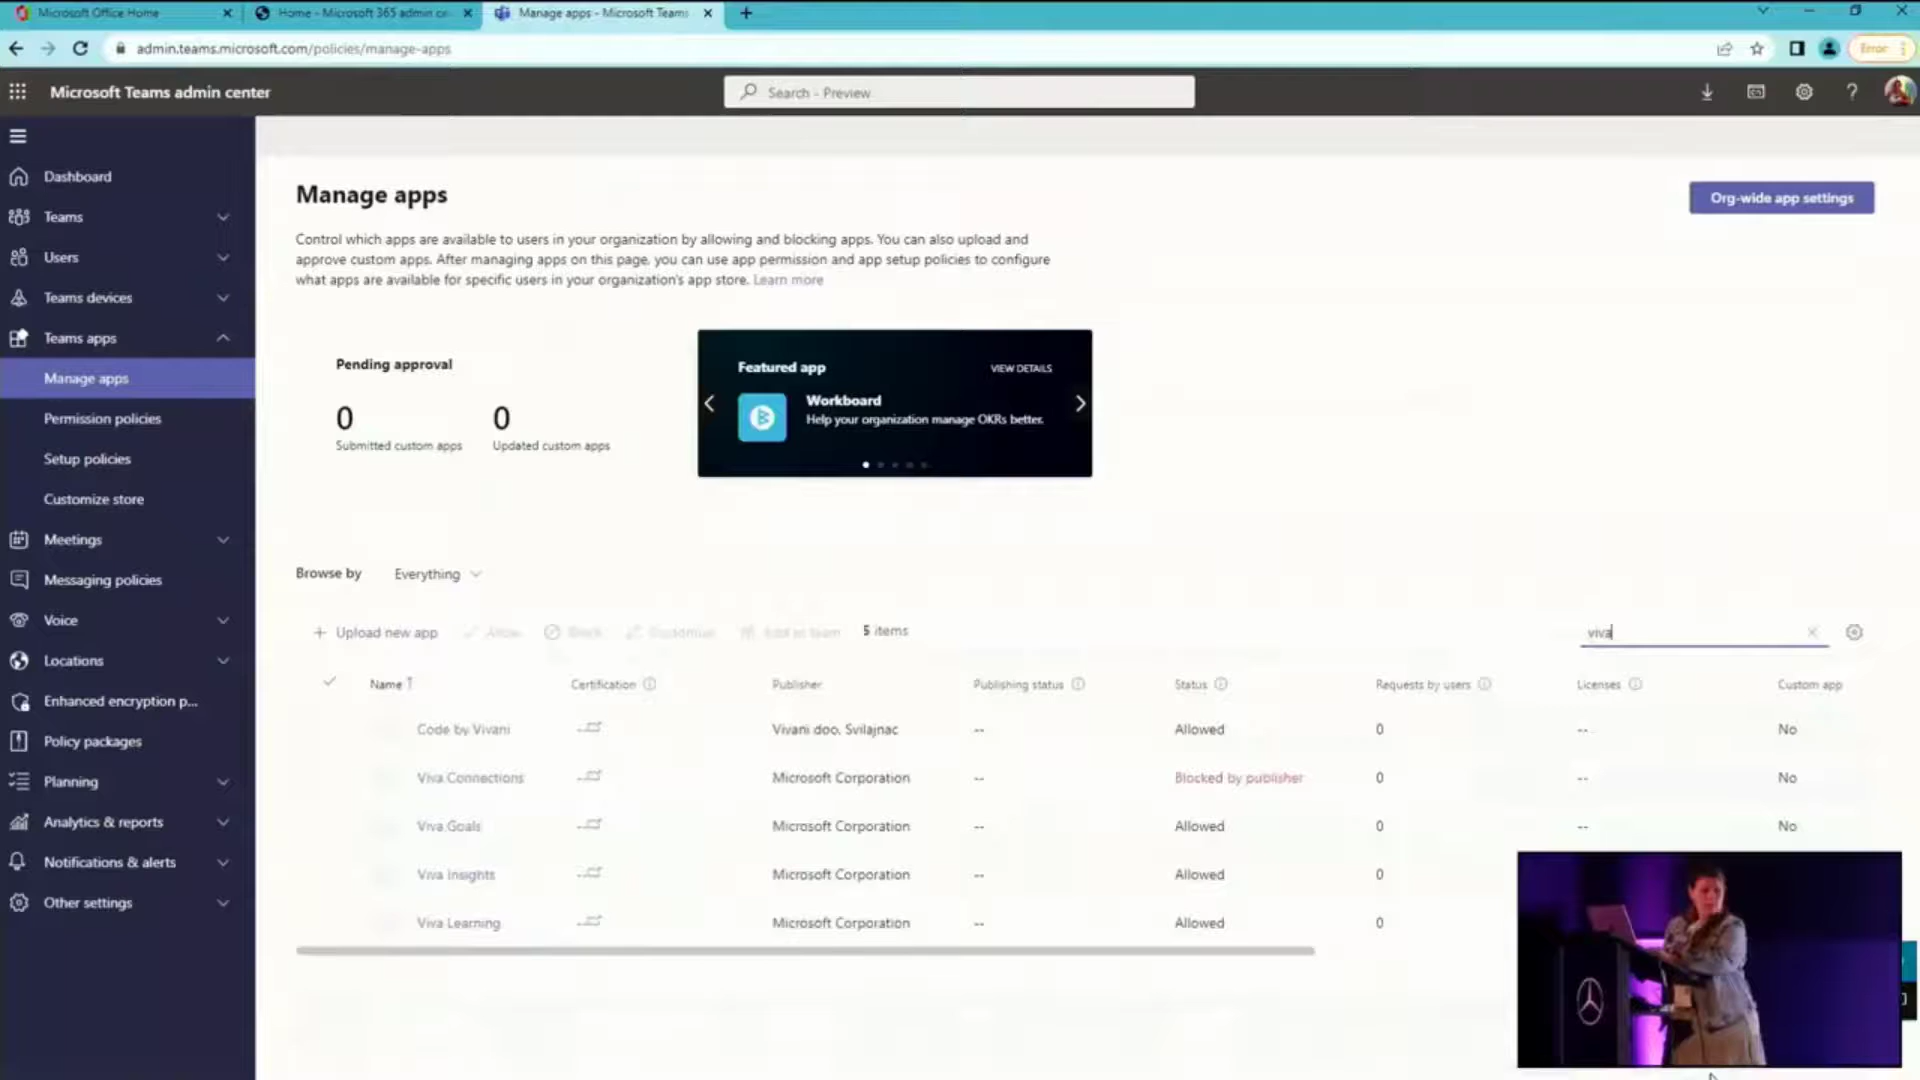 Microsoft Office Home
Home - Microsoft 365 admin ce
Manage apps - Microsoft Teams
admin.teams.microsoft.com/policies/manage-apps
Error
Microsoft Teams admin center
Search - Preview
Dashboard
Teams
Users
Teams devices
Teams apps
Manage apps
Permission policies
Setup policies
Customize store
Meetings
Messaging policies
Voice
Locations
Enhanced encryption p...
Policy packages
Planning
Analytics & reports
Notifications & alerts
Other settings
Manage apps
Org-wide app settings
Control which apps are available to users in your organization by allowing and blocking apps. You can also upload and
approve custom apps. After managing apps on this page, you can use app permission and app setup policies to configure
what apps are available for specific users in your organization's app store. Learn more
Pending approval
0 0
Submitted custom apps Updated custom apps
Featured app VIEW DETAILS
Workboard
Help your organization manage OKRs better.
Browse by Everything
Upload new app Allow Block Customize Add to team 5 items viva
Name Certification Publisher Publishing status Status Requests by users Licenses Custom app
Code by Vivani Vivani doo, Svilajnac -- Allowed 0 -- No
Viva Connections Microsoft Corporation -- Blocked by publisher 0 -- No
Viva Goals Microsoft Corporation -- Allowed 0 -- No
Viva Insights Microsoft Corporation -- Allowed 0
Viva Learning Microsoft Corporation -- Allowed 0